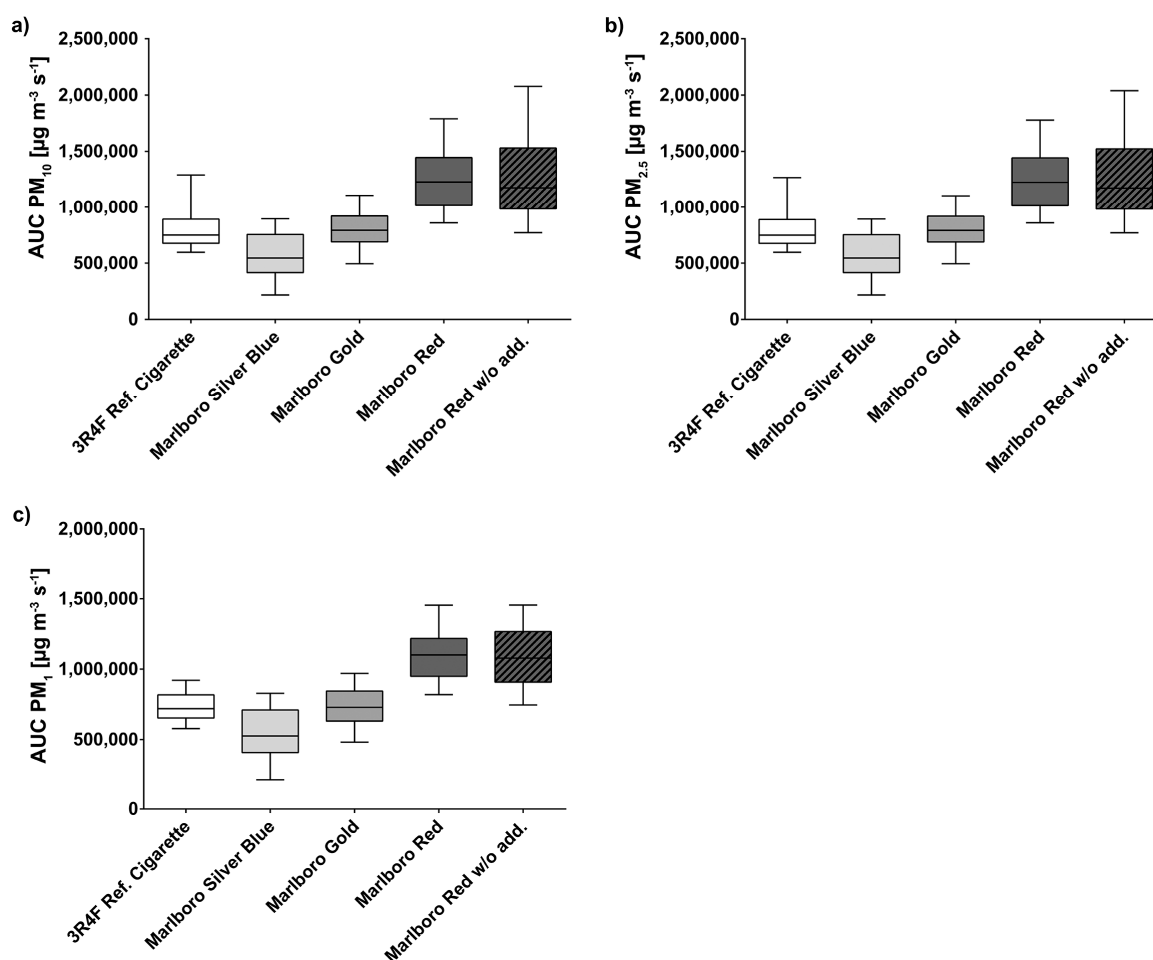 a)
AUC PM10 [µg m-3 s-1]
2,500,000
2,000,000
1,500,000
1,000,000
500,000
0
3R4F Ref. Cigarette
Marlboro Silver Blue
Marlboro Gold
Marlboro Red
Marlboro Red w/o add.
b)
AUC PM2.5 [µg m-3 s-1]
2,500,000
2,000,000
1,500,000
1,000,000
500,000
0
3R4F Ref. Cigarette
Marlboro Silver Blue
Marlboro Gold
Marlboro Red
Marlboro Red w/o add.
c)
AUC PM1 [µg m-3 s-1]
2,000,000
1,500,000
1,000,000
500,000
0
3R4F Ref. Cigarette
Marlboro Silver Blue
Marlboro Gold
Marlboro Red
Marlboro Red w/o add.